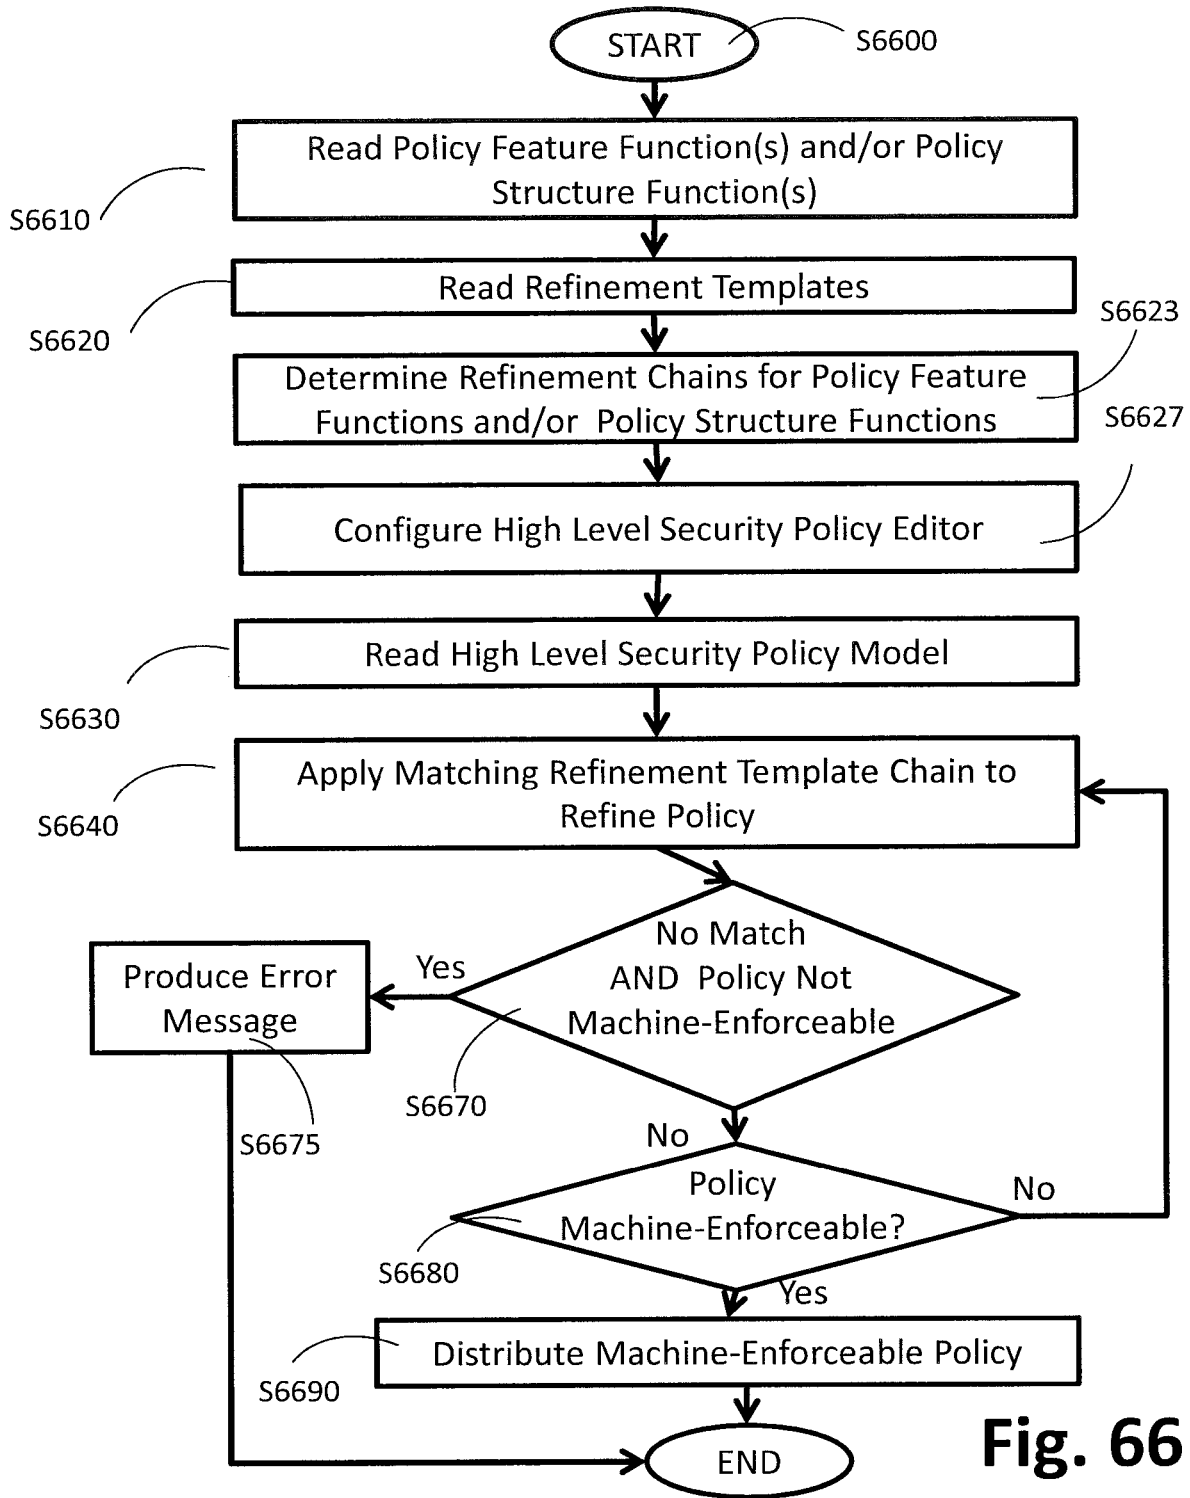 START
S6600
Read Policy Feature Function(s) and/or Policy
Structure Function(s)
S6610
Read Refinement Templates
S6620
S6623
Determine Refinement Chains for Policy Feature
Functions and/or Policy Structure Functions
S6627
Configure High Level Security Policy Editor
Read High Level Security Policy Model
S6630
Apply Matching Refinement Template Chain to
Refine Policy
S6640
No Match
AND Policy Not
Machine-Enforceable
Yes
Produce Error
Message
S6670
S6675
No
Policy
Machine-Enforceable?
No
S6680
Yes
Distribute Machine-Enforceable Policy
S6690
END
Fig. 66